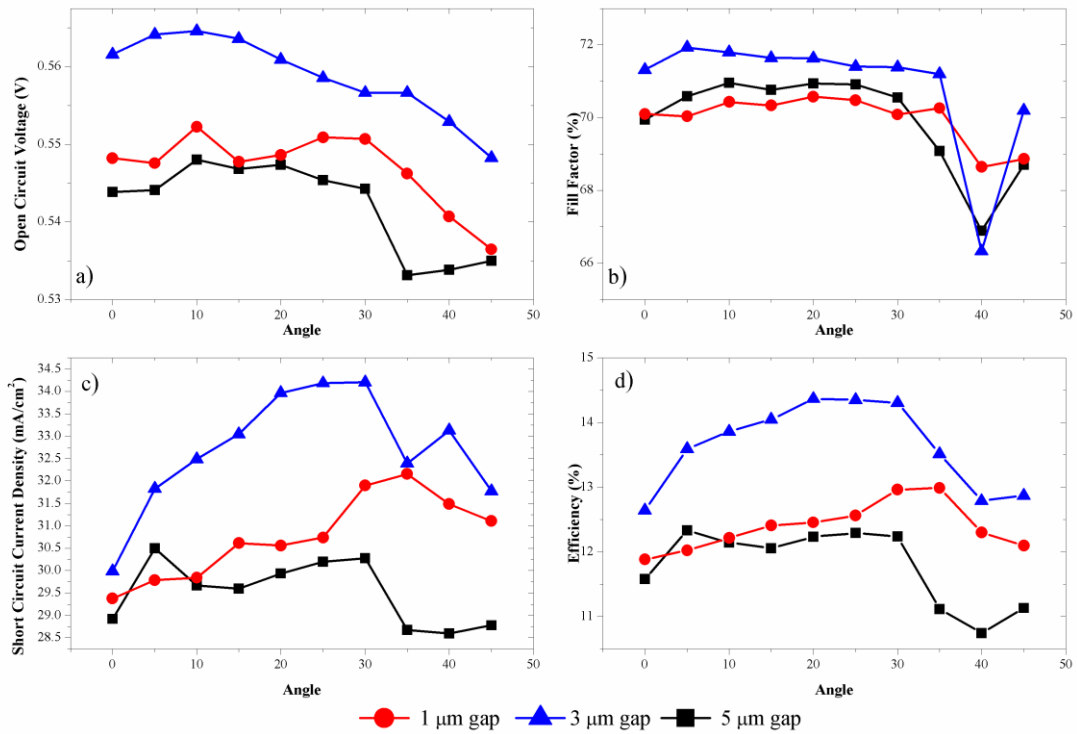 Open Circuit Voltage (V)
0.56
0.55
0.54
0.53
a)
0 10 20 30 40 50
Angle
Fill Factor (%)
72
70
68
66
b)
0 10 20 30 40 50
Angle
Short Circuit Current Density (mA/cm²)
34.5
34.0
33.5
33.0
32.5
32.0
31.5
31.0
30.5
30.0
29.5
29.0
28.5
c)
0 10 20 30 40 50
Angle
Efficiency (%)
15
14
13
12
11
d)
0 10 20 30 40 50
Angle
1 μm gap 3 μm gap 5 μm gap